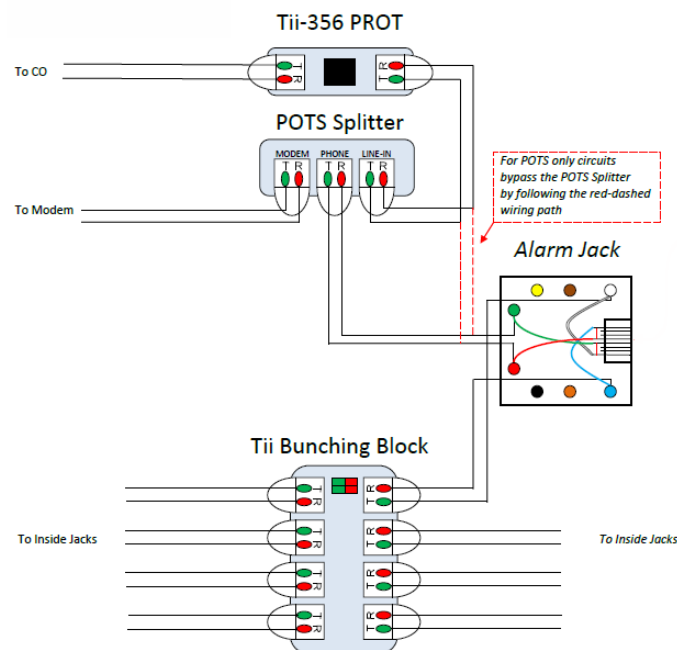 Tii-356 PROT
To CO
T
R
R
T
POTS Splitter
MODEM PHONE LINE-IN
T R T R T R
For POTS only circuits
bypass the POTS Splitter
by following the red-dashed
wiring path
To Modem
Alarm Jack
Tii Bunching Block
T
R
R
T
To Inside Jacks
T
R
R
T
To Inside Jacks
T
R
R
T
T
R
R
T